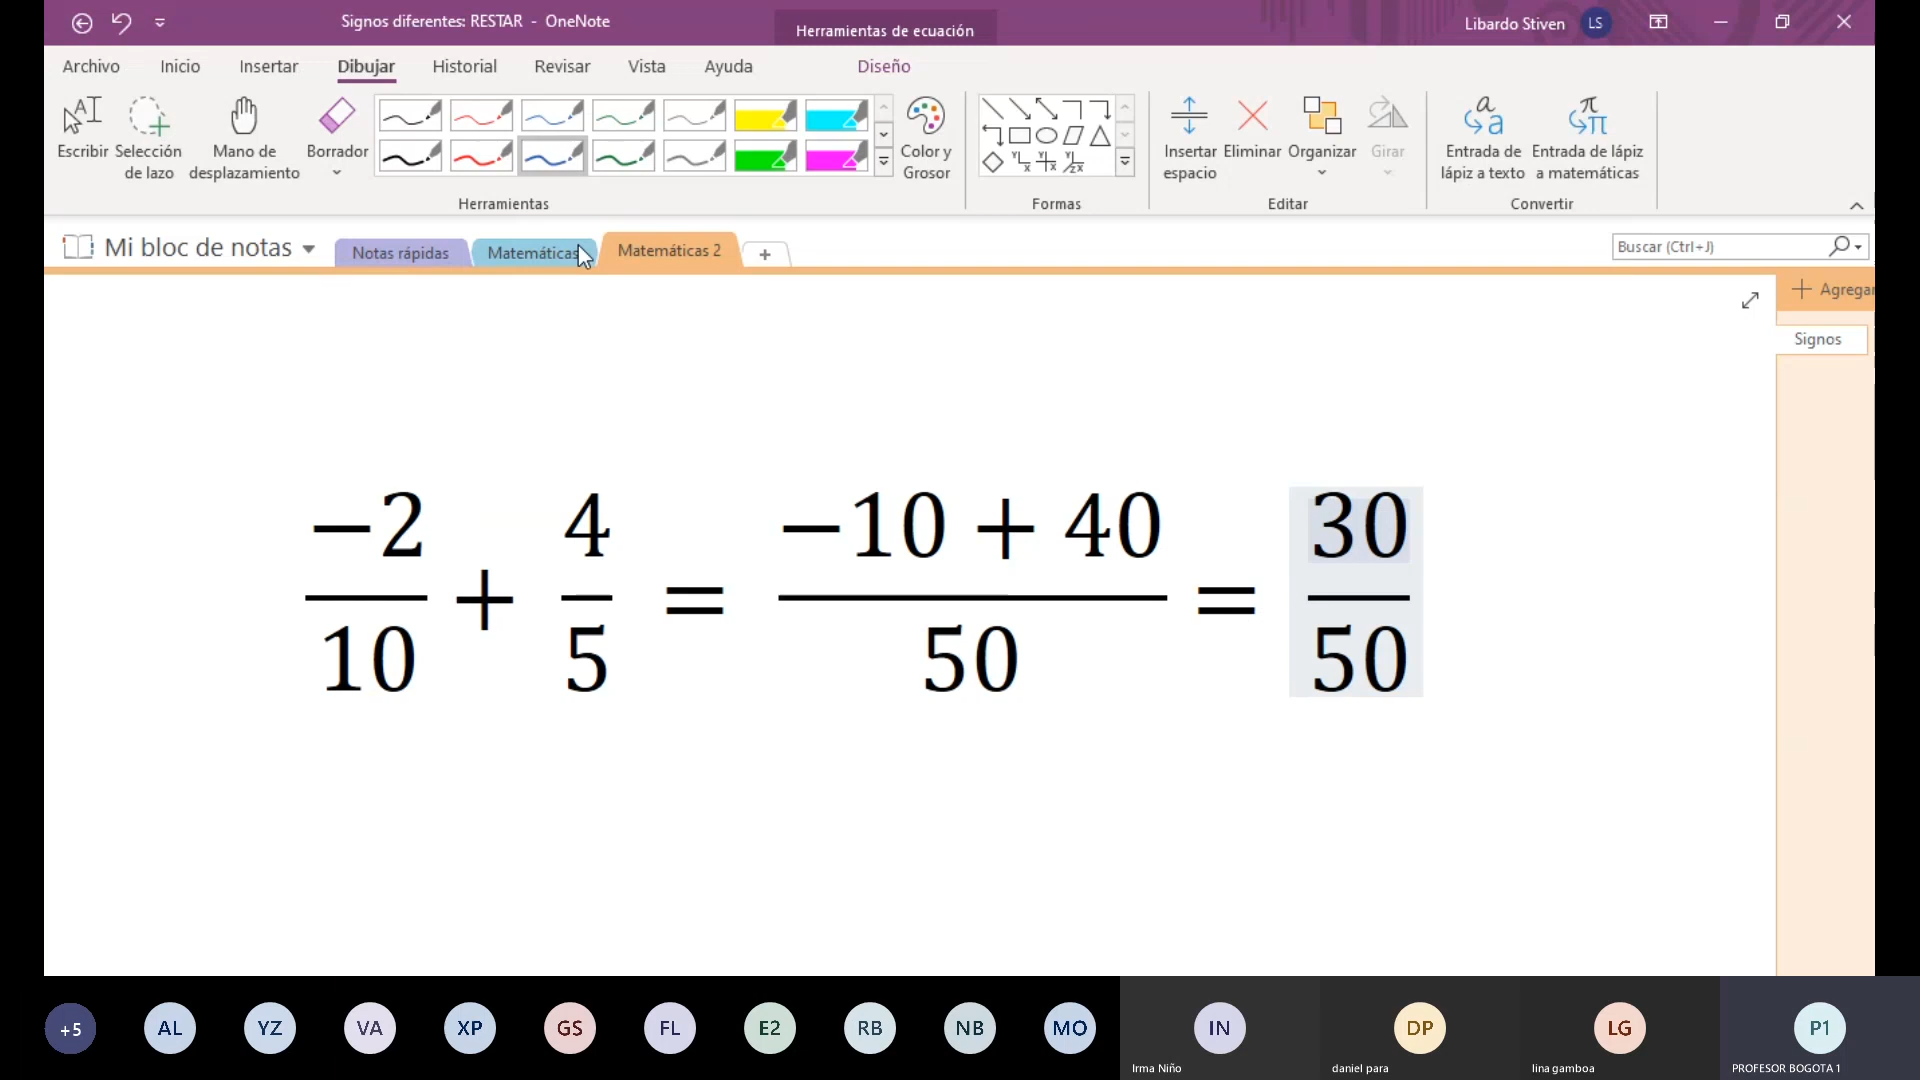 Signos diferentes: RESTAR - OneNote
Herramientas de ecuación
Libardo Stiven LS
Archivo Inicio Insertar Dibujar Historial Revisar Vista Ayuda Diseño
Escribir
Selección de lazo
Mano de desplazamiento
Borrador
Color y Grosor
Insertar espacio
Eliminar
Organizar
Girar
Entrada de lápiz a texto
Entrada de lápiz a matemáticas
Herramientas Formas Editar Convertir
Mi bloc de notas
Notas rápidas Matemáticas Matemáticas 2 +
Buscar (Ctrl+J)
Agregar
Signos
−2/10 + 4/5 = −10 + 40/50 = 30/50
+5 AL YZ VA XP GS FL E2 RB NB MO IN DP LG P1
Irma Niño daniel para lina gamboa PROFESOR BOGOTA 1